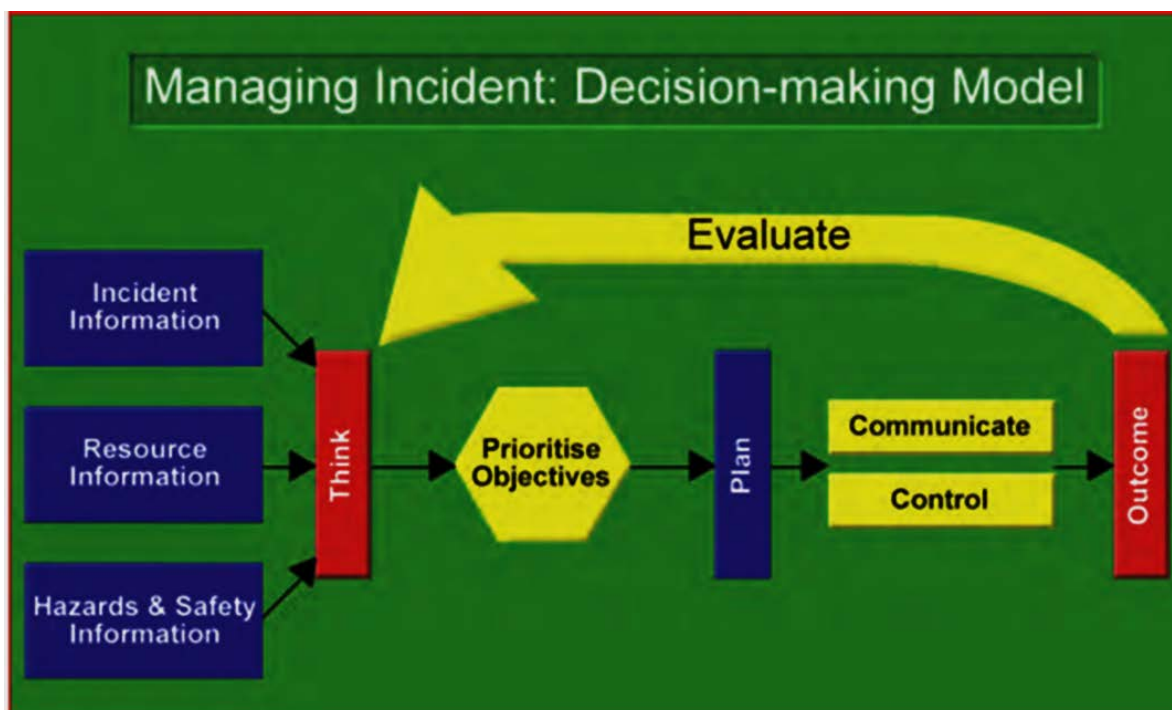 Managing Incident: Decision-making Model
Evaluate
Incident
Information
Resource
Information
Hazards & Safety
Information
Think
Prioritise
Objectives
Plan
Communicate
Control
Outcome